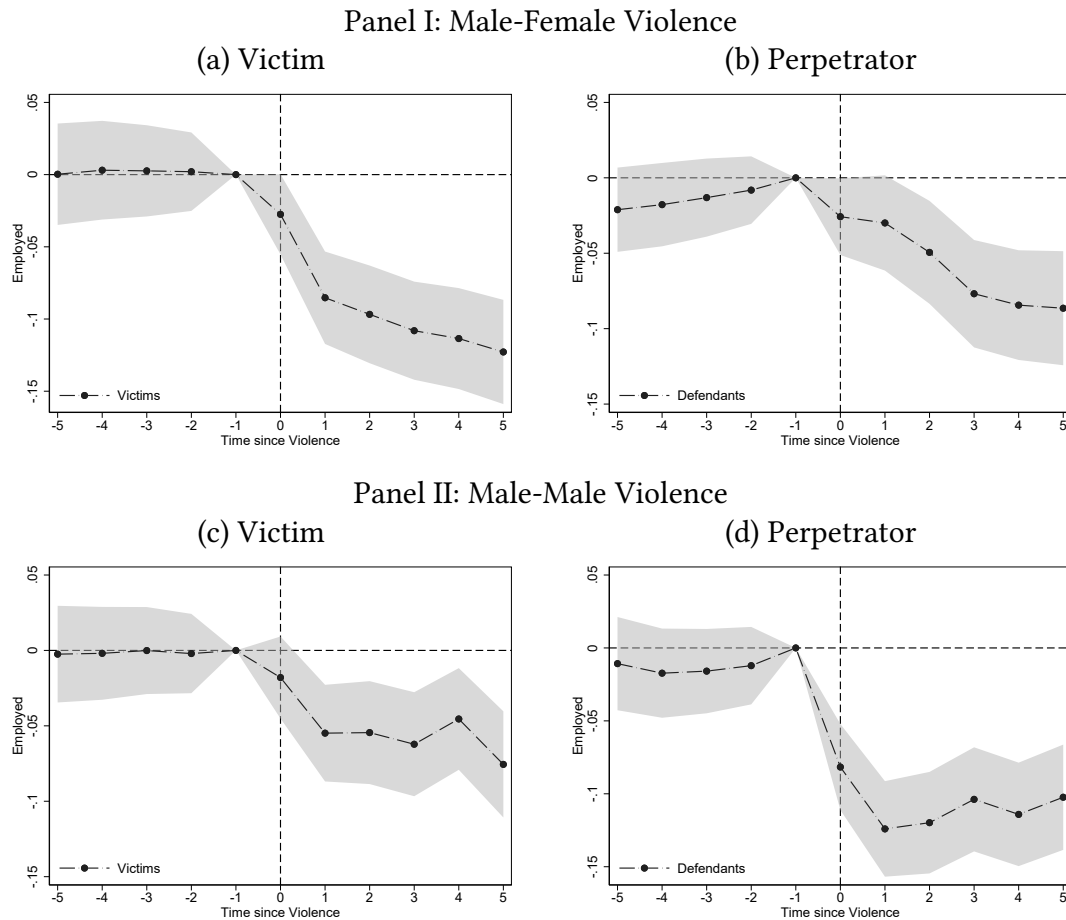 Panel I: Male-Female Violence
(a) Victim
(b) Perpetrator
Employed
.05
0
-.05
-.1
-.15
Victims
-5 -4 -3 -2 -1 0 1 2 3 4 5
Time since Violence
Employed
.05
0
-.05
-.1
-.15
Defendants
-5 -4 -3 -2 -1 0 1 2 3 4 5
Time since Violence
Panel II: Male-Male Violence
(c) Victim
(d) Perpetrator
Employed
.05
0
-.05
-.1
-.15
Victims
-5 -4 -3 -2 -1 0 1 2 3 4 5
Time since Violence
Employed
.05
0
-.05
-.1
-.15
Defendants
-5 -4 -3 -2 -1 0 1 2 3 4 5
Time since Violence